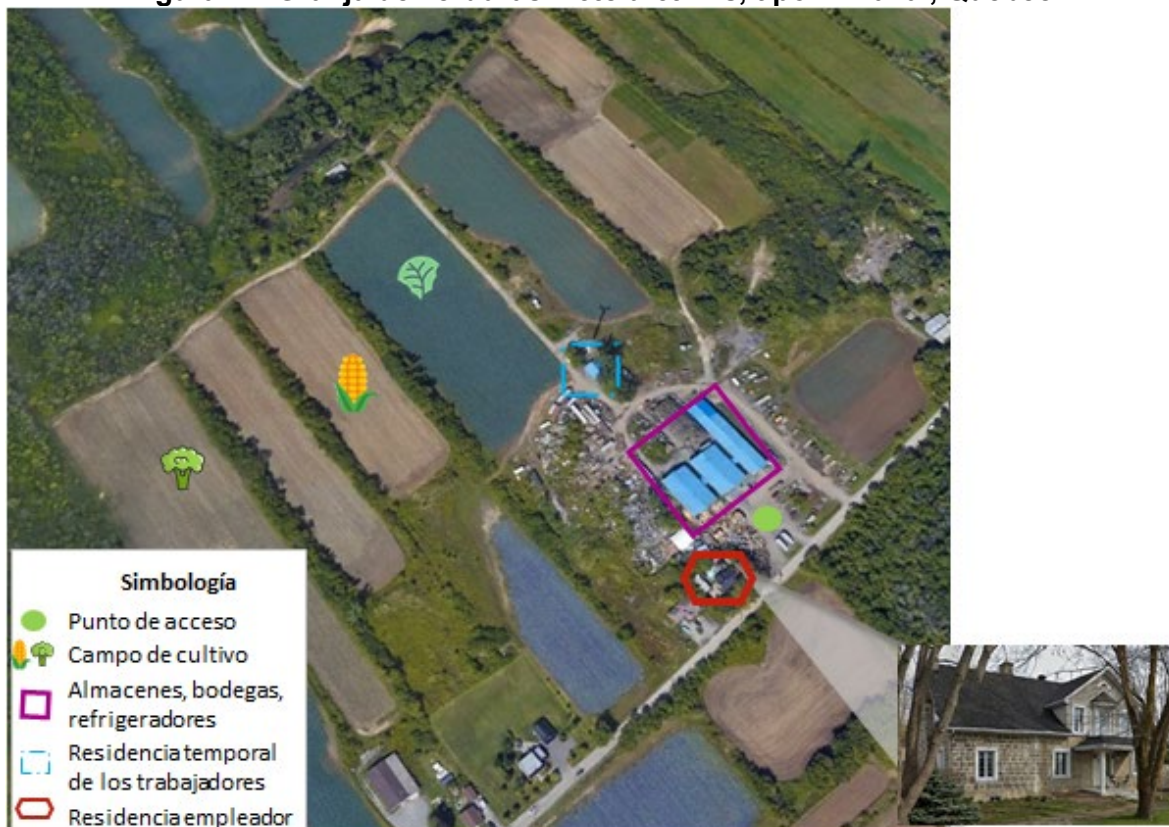 Simbología
Punto de acceso
Campo de cultivo
Almacenes, bodegas,
refrigeradores
Residencia temporal
de los trabajadores
Residencia empleador